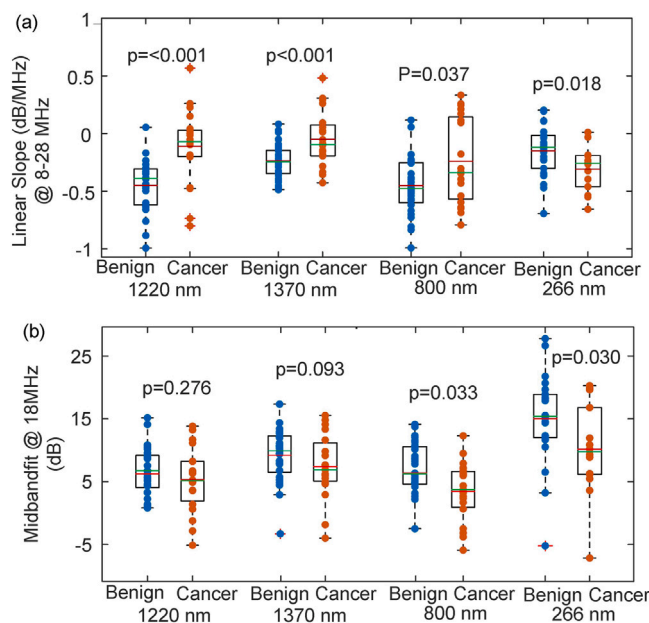 (a)
Linear Slope (dB/MHz)
@ 8-28 MHz
1
0.5
0
-0.5
-1
p=<0.001
p<0.001
P=0.037
p=0.018
Benign Cancer
1220 nm
Benign Cancer
1370 nm
Benign Cancer
800 nm
Benign Cancer
266 nm
(b)
Midbandfit @ 18MHz
(dB)
25
15
5
-5
p=0.276
p=0.093
p=0.033
p=0.030
Benign Cancer
1220 nm
Benign Cancer
1370 nm
Benign Cancer
800 nm
Benign Cancer
266 nm